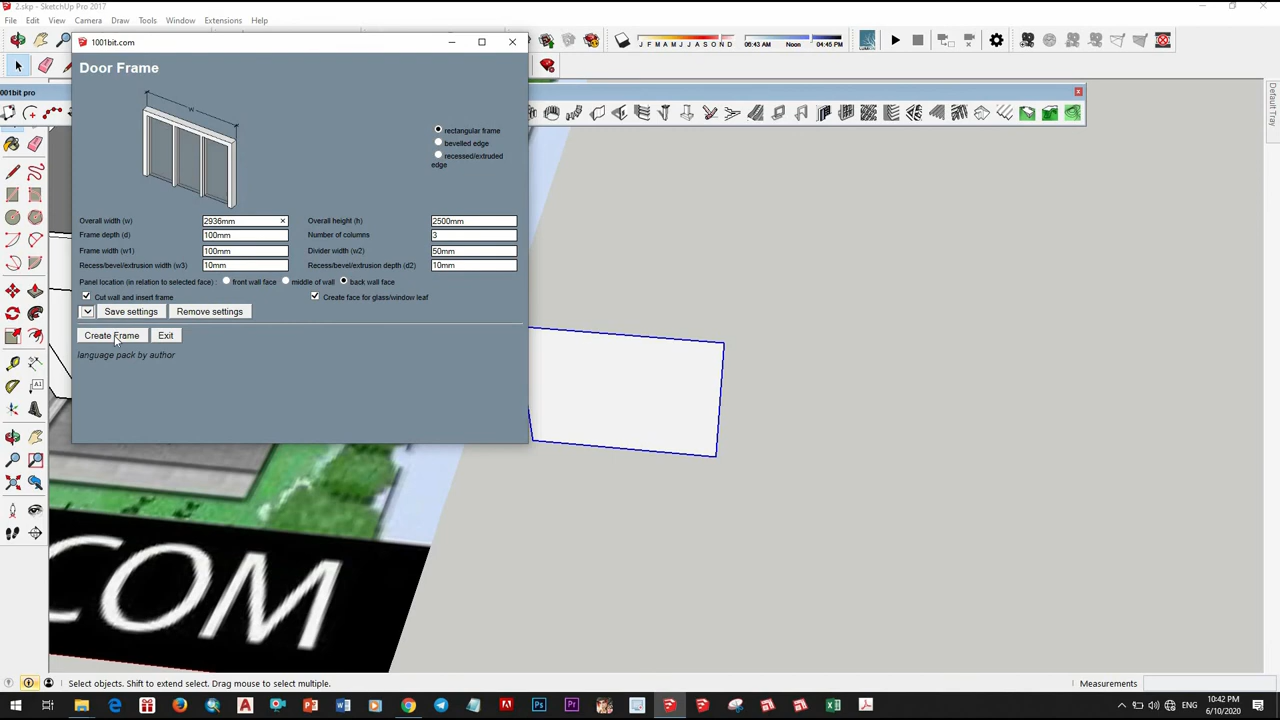 2.skp - SketchUp Pro 2017
File Edit View Camera Draw Tools Window Extensions Help
1001bit.com
J F M A M J J A S O N D
06:43 AM Noon 04:45 PM
Door Frame
001bit pro
Default Tray
w
rectangular frame
bevelled edge
recessed/extruded
edge
Overall width (w) 2936mm Overall height (h) 2500mm
Frame depth (d) 100mm Number of columns 3
Frame width (w1) 100mm Divider width (w2) 50mm
Recess/bevel/extrusion width (w3) 10mm Recess/bevel/extrusion depth (d2) 10mm
Panel location (in relation to selected face) : front wall face middle of wall back wall face
Cut wall and insert frame Create face for glass/window leaf
Save settings Remove settings
Create Frame Exit
language pack by author
.COM
Select objects. Shift to extend select. Drag mouse to select multiple.
Measurements
10:42 PM
6/10/2020